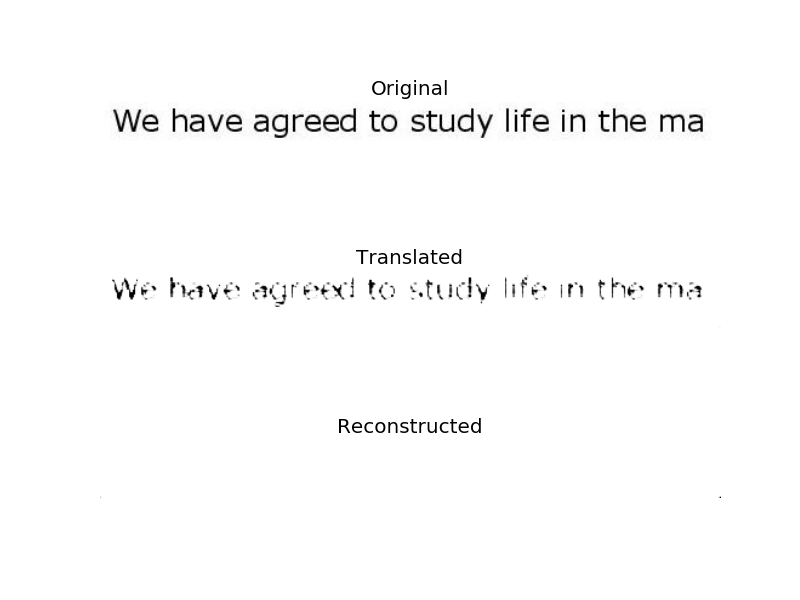 Original
We have agreed to study life in the ma
Translated
We have agreed to study life in the ma
Reconstructed